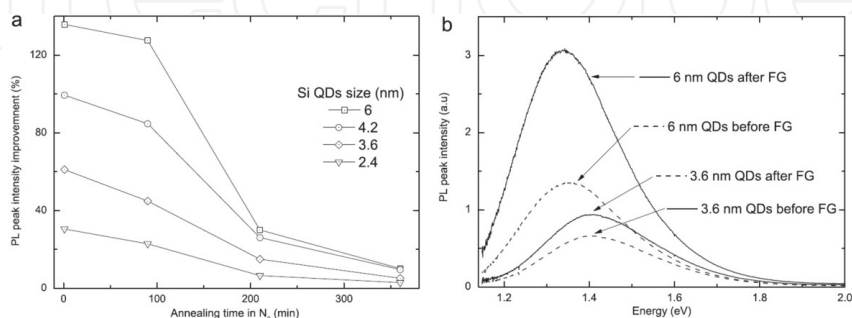 a
120
80
40
0
PL peak intensity improvemnent (%)
0
100
200
300
Annealing time in N₂ (min)
Si QDs size (nm)
6
4.2
3.6
2.4
b
3
2
1
0
PL peak intensity (a.u)
1.2
1.4
1.6
1.8
2.0
Energy (eV)
6 nm QDs after FG
6 nm QDs before FG
3.6 nm QDs after FG
3.6 nm QDs before FG